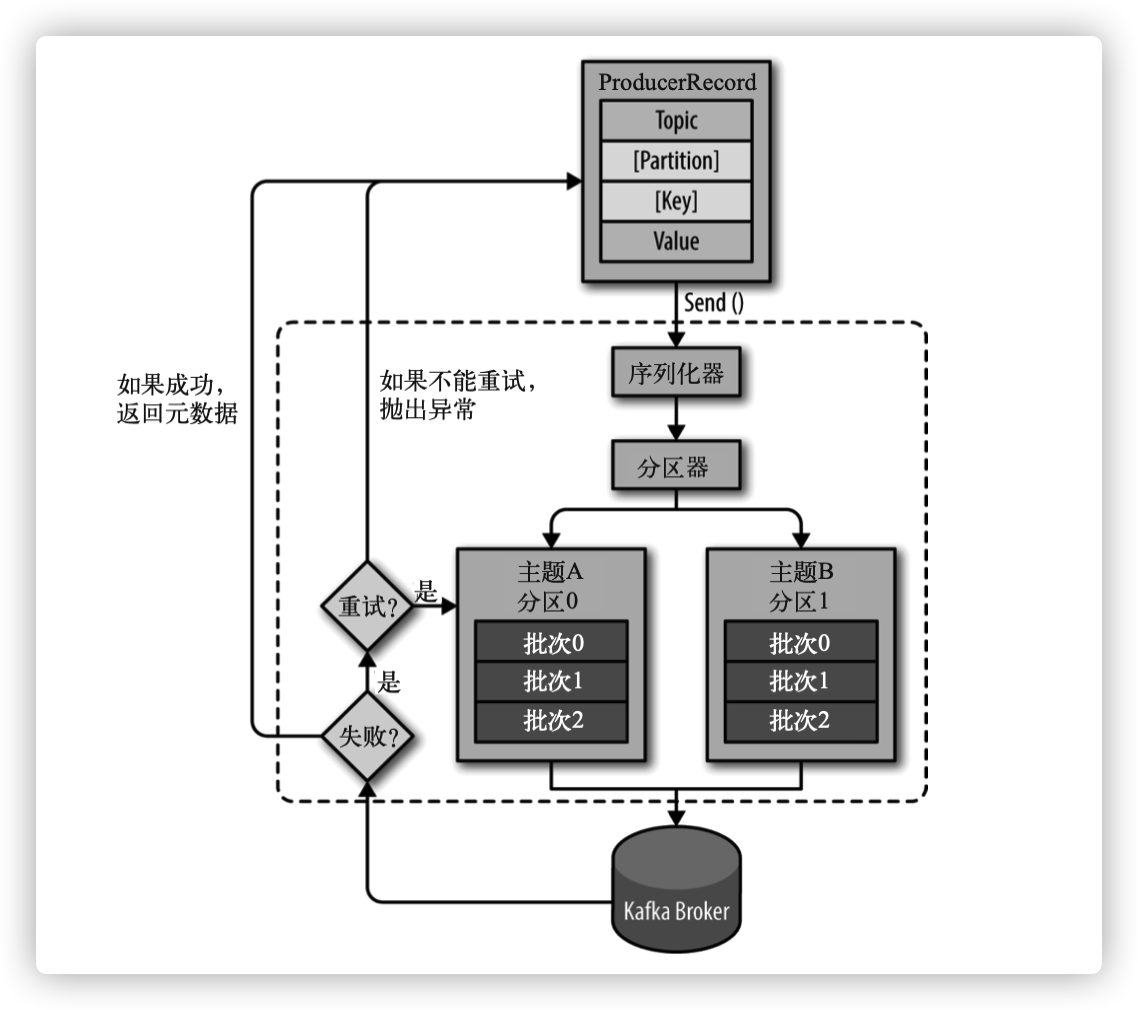 ProducerRecord
Topic
[Partition]
[Key]
Value
Send ()
序列化器
如果成功，
返回元数据
如果不能重试，
抛出异常
分区器
主题A
分区0
批次0
批次1
批次2
主题B
分区1
批次0
批次1
批次2
重试?
是
是
失败?
Kafka Broker